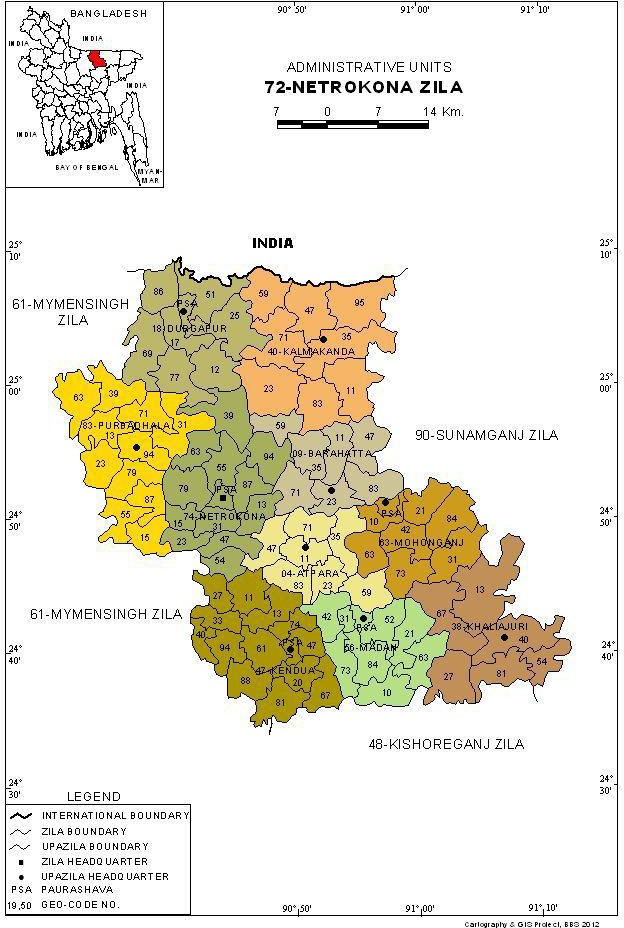 90° 50'
91° 00'
91° 10'
BANGLADESH
INDIA
INDIA
INDIA
INDIA
BAY OF BENGAL
MYAN-
MAR
ADMINISTRATIVE UNITS
72-NETROKONA ZILA
7 0 7 14 Km.
25°
10'
25°
10'
INDIA
61-MYMENSINGH
ZILA
86
51
PSA
25
18-DURGAPUR
17
69
77
12
59
47
95
71
35
40-KALMAKANDA
23
83
11
25°
00'
25°
00'
63
39
71
83-PURBADHALA
31
13
94
23
79
87
55
15
39
63
94
55
87
79
PSA
13
74-NETROKONA
15
31
23
47
54
59
11
47
09-BARAHATTA
35
71
83
23
90-SUNAMGANJ ZILA
24°
50'
24°
50'
PSA
21
10
84
42
63-MOHONGANJ
63
31
73
71
35
47
11
04-ATPARA
83
23
59
13
67
38-KHALIAJURI
40
54
81
27
61-MYMENSINGH ZILA
27
11
33
13
74
40
PSA
94
61
47
47-KENDUA
88
20
67
81
42
31
52
PSA
21
56-MADAN
63
73
84
10
24°
40'
24°
40'
48-KISHOREGANJ ZILA
24°
30'
24°
30'
LEGEND
INTERNATIONAL BOUNDARY
ZILA BOUNDARY
UPAZILA BOUNDARY
ZILA HEADQUARTER
UPAZILA HEADQUARTER
PSA PAURASHAVA
19,50 GEO-CODE NO.
90° 50'
91° 00'
91° 10'
Cartography & GIS Project, BBS 2012